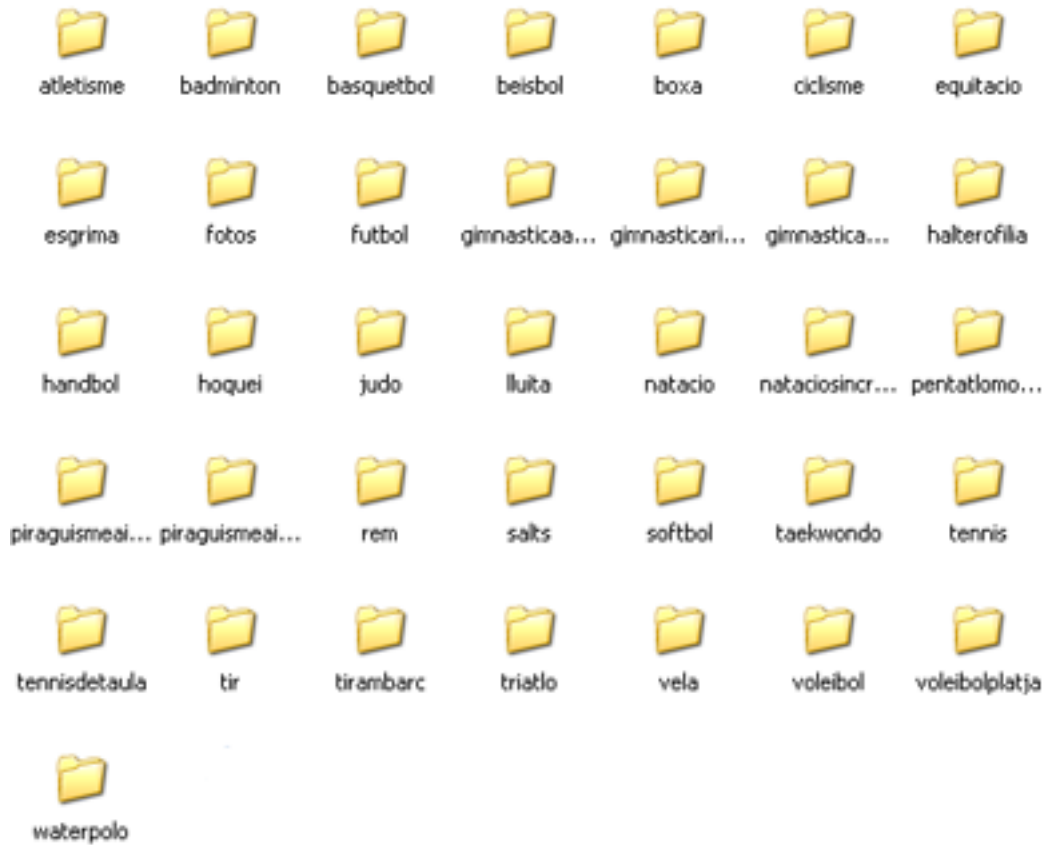 atletisme badminton basquetbol beisbol boxa ciclisme equitacio
esgrima fotos futbol gimnasticaa... gimnasticari... gimnastica... halterofilia
handbol hoquei judo lluita natacio nataciosincr... pentatlomo...
piraguismeai... piraguismeai... rem salts softbol taekwondo tennis
tennisdetaula tir tirambarc triatlo vela voleibol voleibolplatja
waterpolo